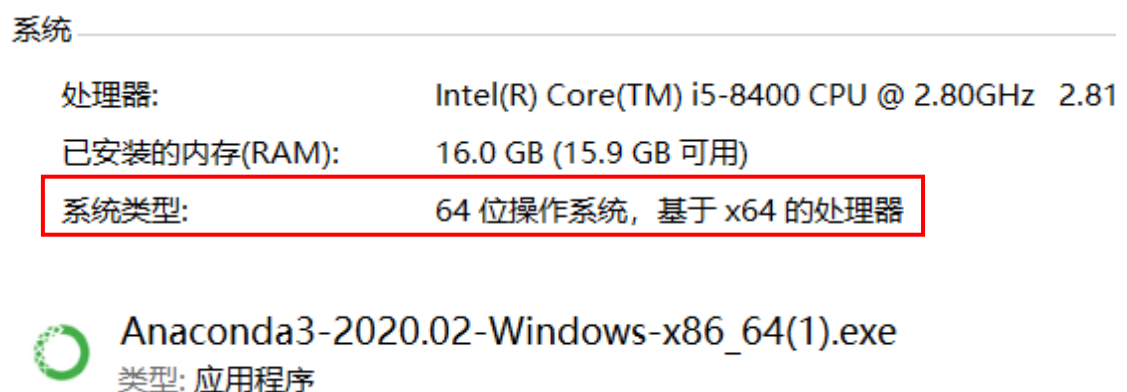 系统
处理器: Intel(R) Core(TM) i5-8400 CPU @ 2.80GHz 2.81
已安装的内存(RAM): 16.0 GB (15.9 GB 可用)
系统类型: 64 位操作系统，基于 x64 的处理器
Anaconda3-2020.02-Windows-x86_64(1).exe
类型: 应用程序